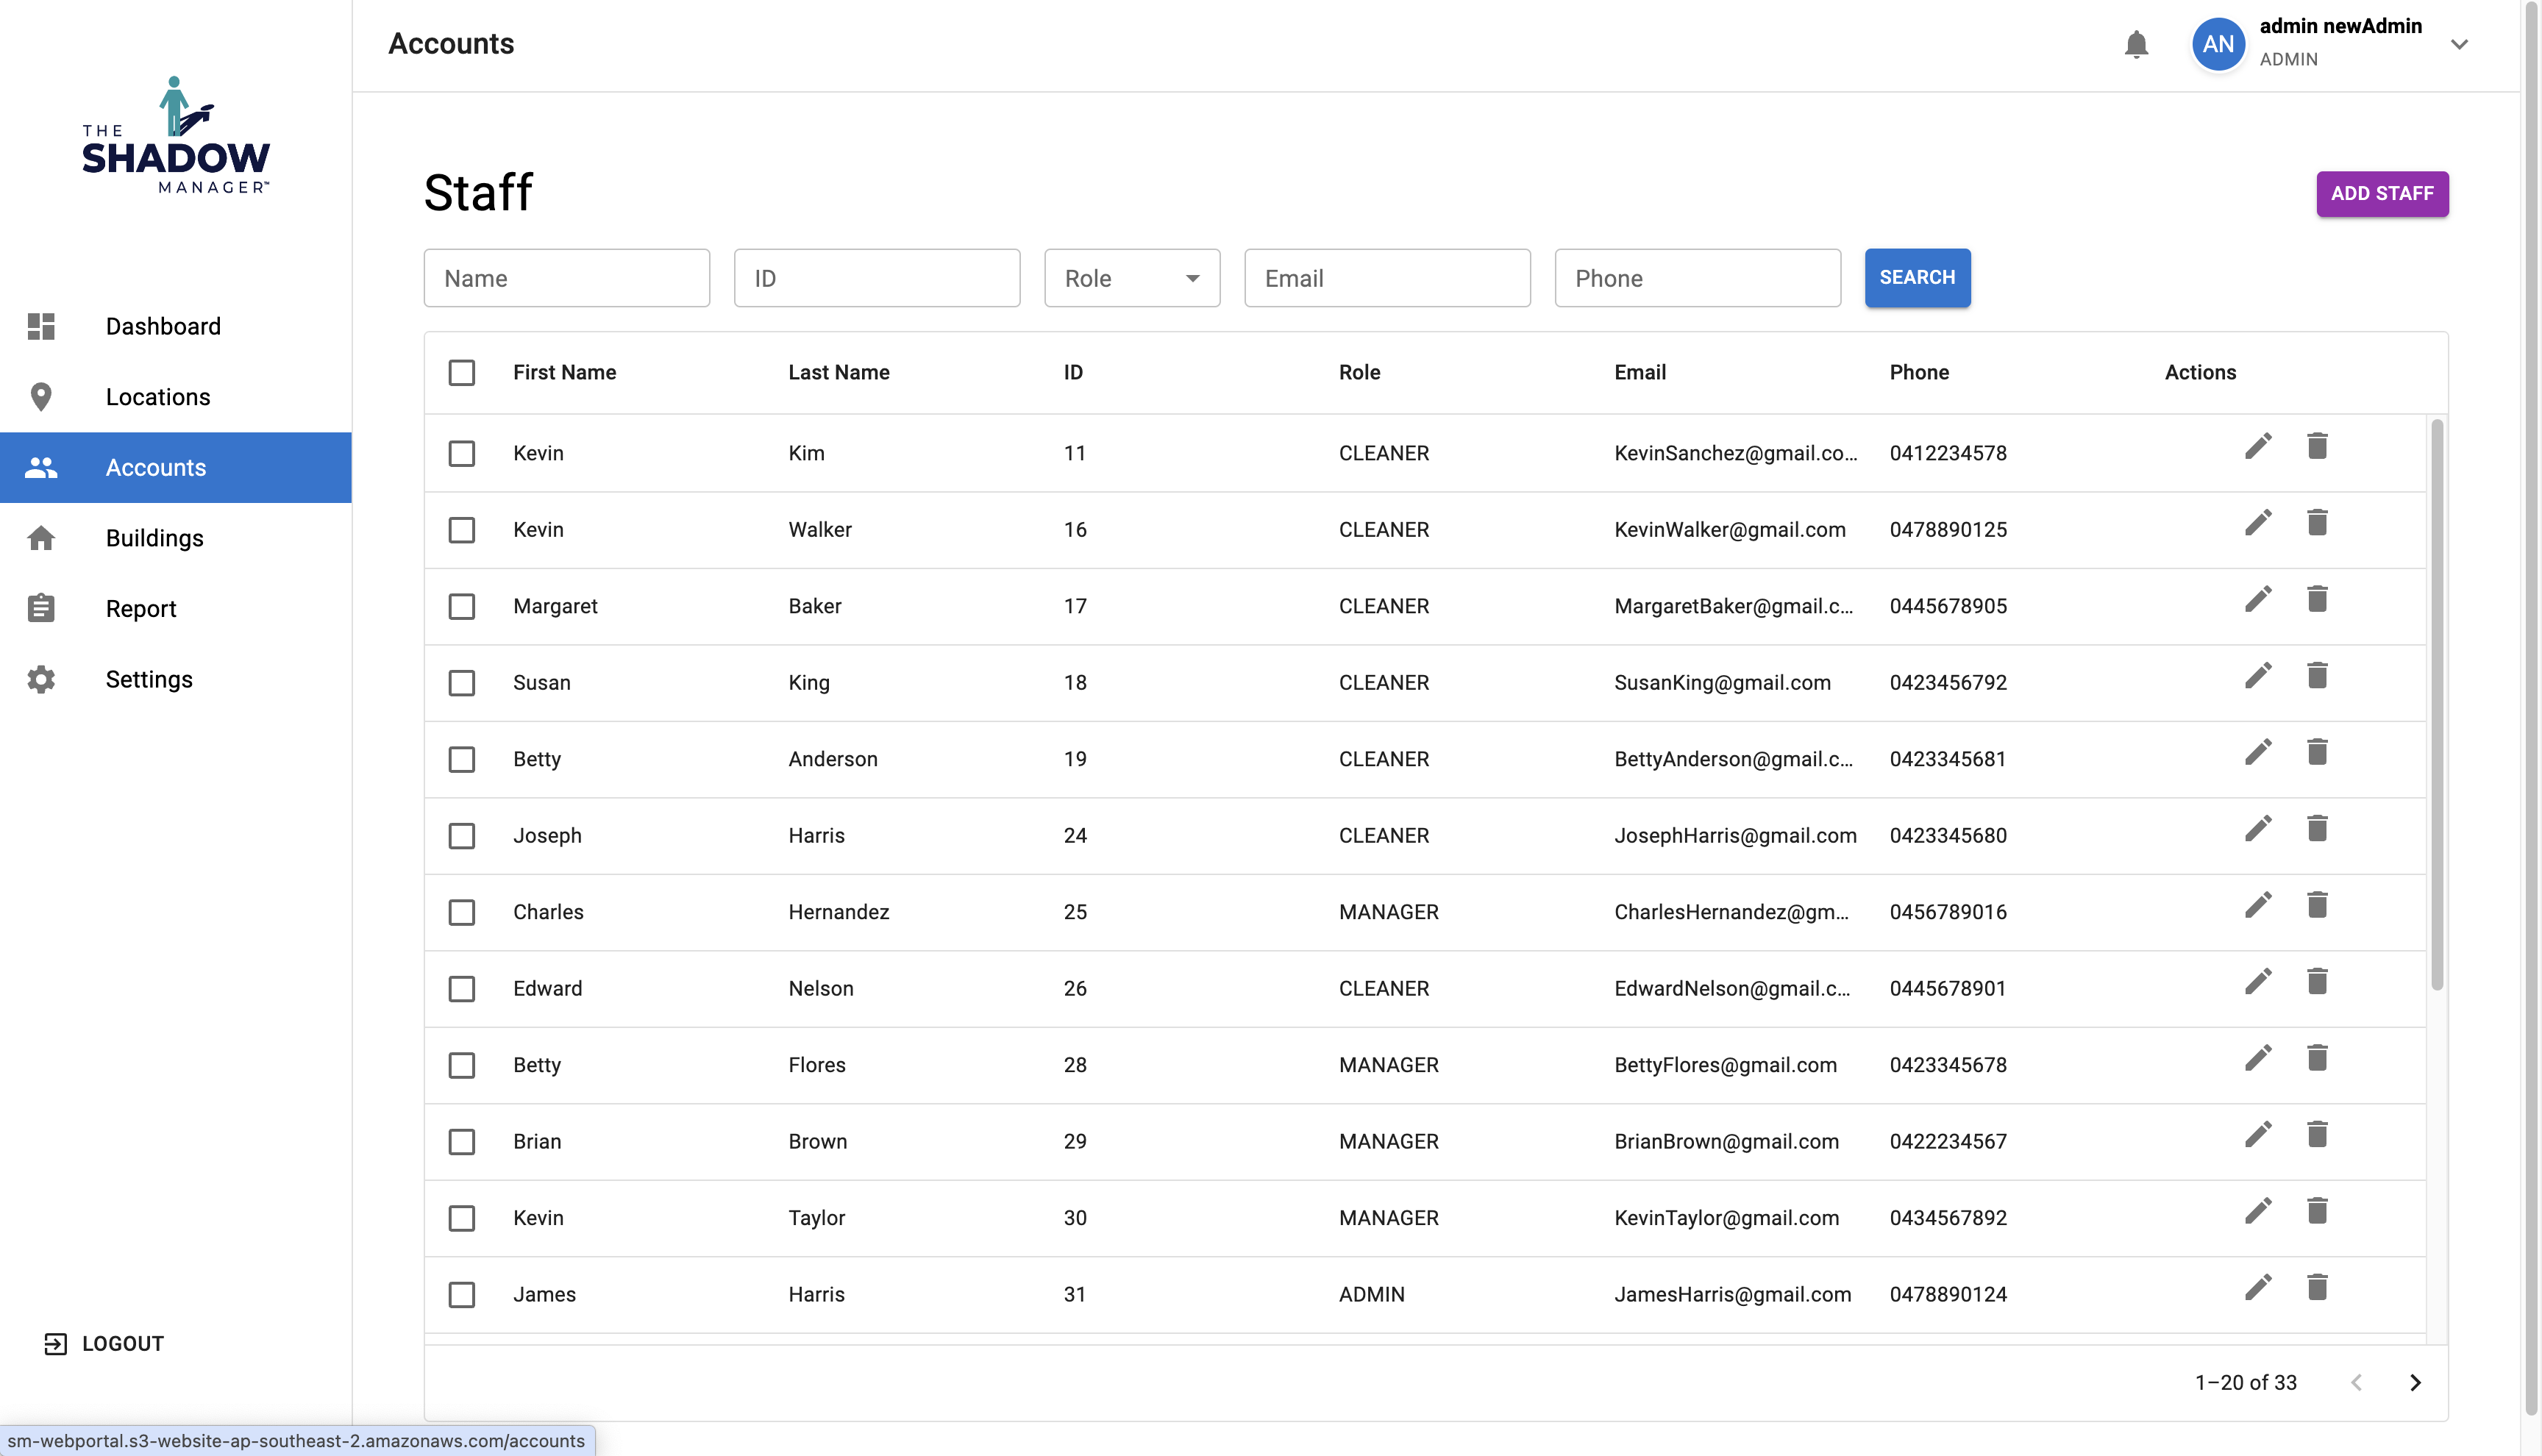 Accounts
AN
admin newAdmin
ADMIN
THE
SHADOW
MANAGER™
Dashboard
Locations
Accounts
Buildings
Report
Settings
LOGOUT
Staff
ADD STAFF
Name ID Role Email Phone SEARCH
First Name Last Name ID Role Email Phone Actions
Kevin Kim 11 CLEANER KevinSanchez@gmail.co... 0412234578
Kevin Walker 16 CLEANER KevinWalker@gmail.com 0478890125
Margaret Baker 17 CLEANER MargaretBaker@gmail.c... 0445678905
Susan King 18 CLEANER SusanKing@gmail.com 0423456792
Betty Anderson 19 CLEANER BettyAnderson@gmail.c... 0423345681
Joseph Harris 24 CLEANER JosephHarris@gmail.com 0423345680
Charles Hernandez 25 MANAGER CharlesHernandez@gm... 0456789016
Edward Nelson 26 CLEANER EdwardNelson@gmail.c... 0445678901
Betty Flores 28 MANAGER BettyFlores@gmail.com 0423345678
Brian Brown 29 MANAGER BrianBrown@gmail.com 0422234567
Kevin Taylor 30 MANAGER KevinTaylor@gmail.com 0434567892
James Harris 31 ADMIN JamesHarris@gmail.com 0478890124
1–20 of 33
sm-webportal.s3-website-ap-southeast-2.amazonaws.com/accounts